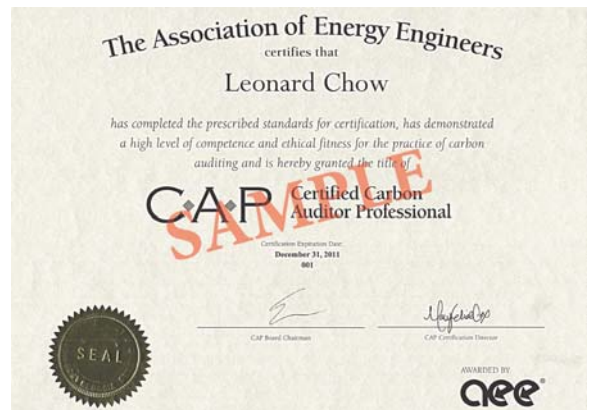 The Association of Energy Engineers
certifies that
Leonard Chow
has completed the prescribed standards for certification, has demonstrated
a high level of competence and ethical fitness for the practice of carbon
auditing and is hereby granted the title of
C·A·P Certified Carbon
Auditor Professional
SAMPLE
Certification Expiration Date:
December 31, 2011
001
CAP Board Chairman
CAP Certification Director
SEAL
AWARDED BY
aee